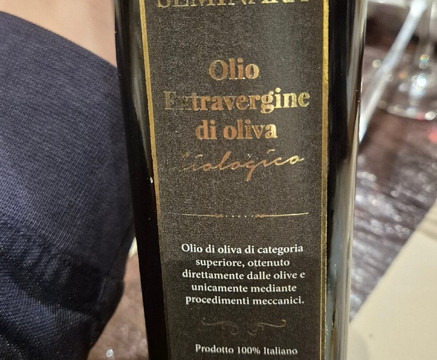 Olio
Extravergine
di oliva
biologico
Olio di oliva di categoria
superiore, ottenuto
direttamente dalle olive e
unicamente mediante
procedimenti meccanici.
Prodotto 100% Italiano